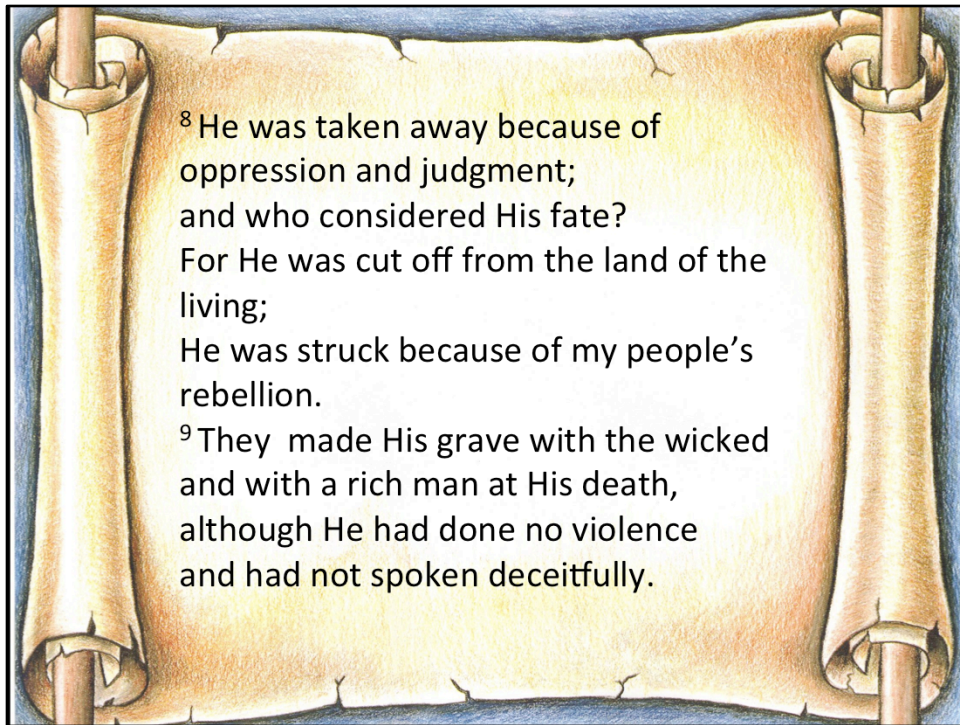 8 He was taken away because of
oppression and judgment;
and who considered His fate?
For He was cut off from the land of the
living;
He was struck because of my people’s
rebellion.
9 They  made His grave with the wicked
and with a rich man at His death,
although He had done no violence
and had not spoken deceitfully.